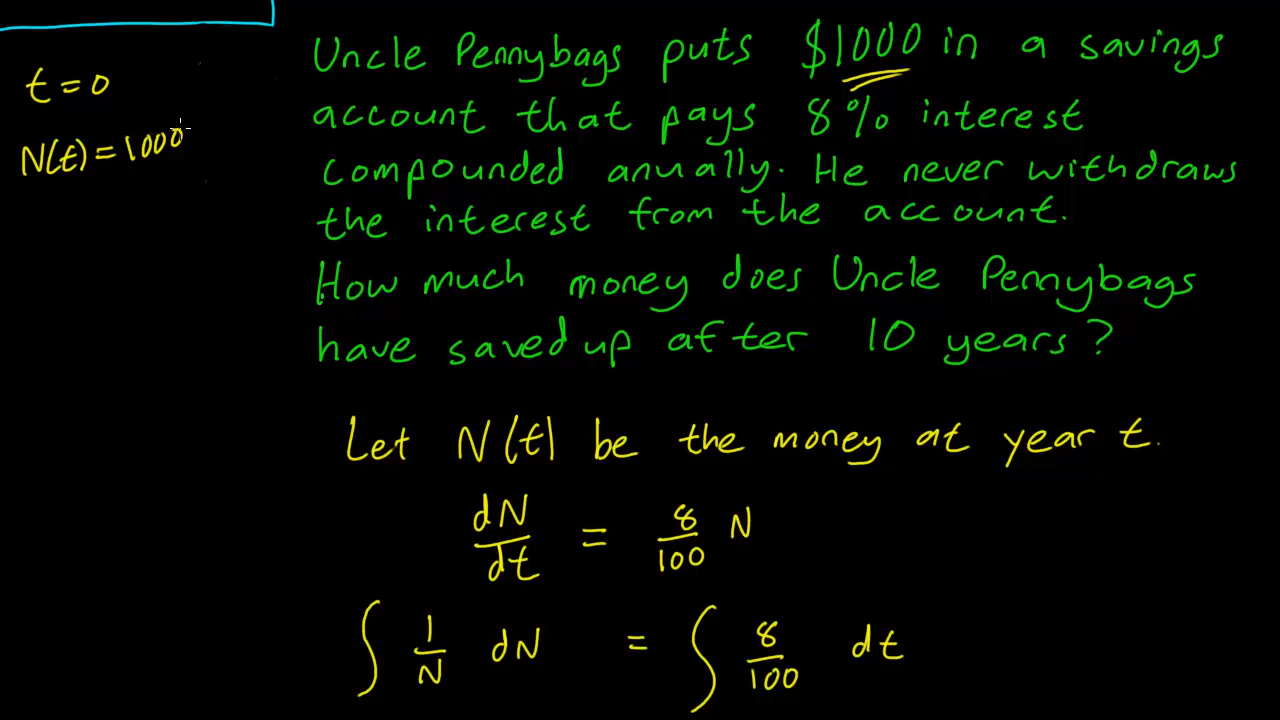 t = 0
N(t) = 1000
Uncle Pennybags puts $1000 in a savings
account that pays 8% interest
compounded anually. He never withdraws
the interest from the account.
How much money does Uncle Pennybags
have saved up after 10 years?
Let N(t) be the money at year t.
dN/dt = 8/100 N
∫ 1/N dN = ∫ 8/100 dt